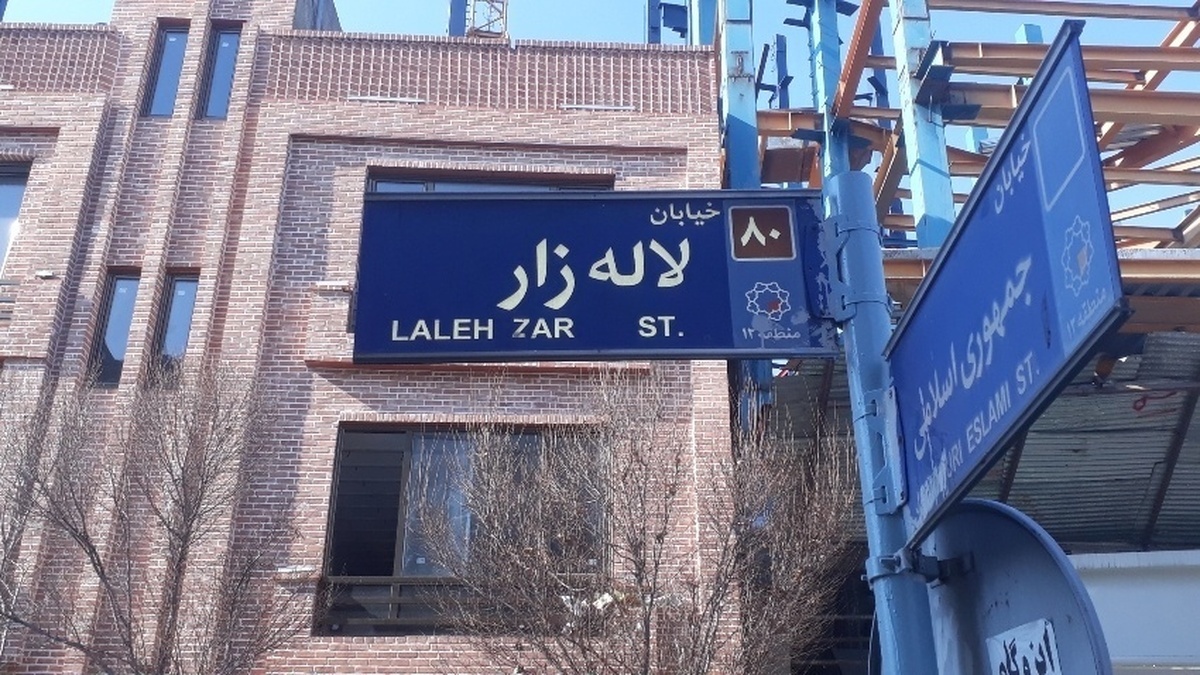 خیابان
۸۰
لاله زار
LALEH ZAR ST.
منطقه ۱۲
خیابان
جمهوری اسلامی
ESLAMI ST.
منطقه ۱۲